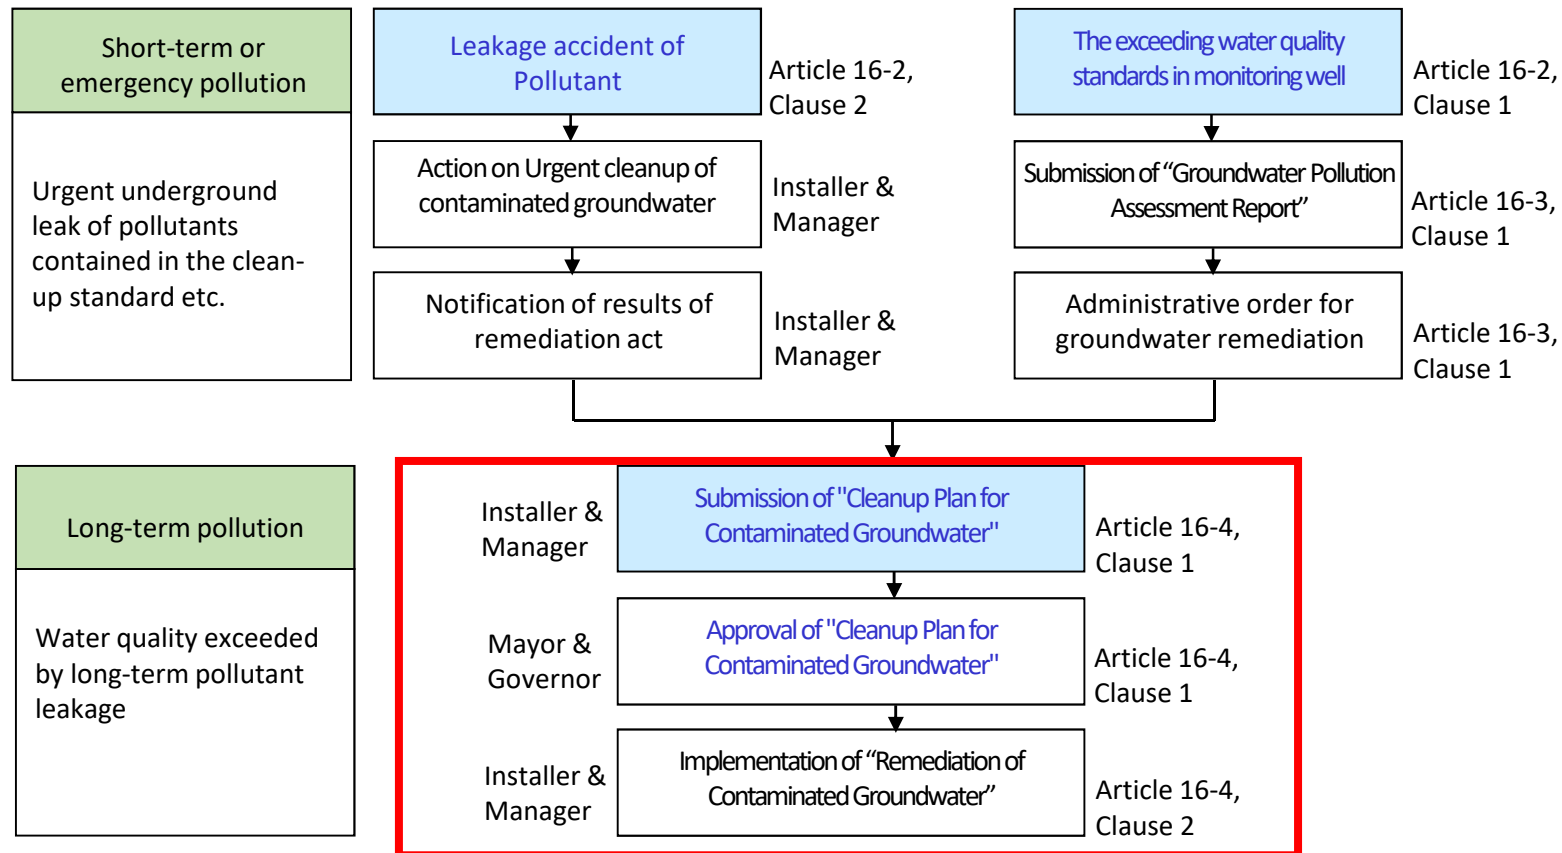 Short-term or
emergency pollution
Urgent underground
leak of pollutants
contained in the clean-
up standard etc.
Leakage accident of
Pollutant
Article 16-2,
Clause 2
Action on Urgent cleanup of
contaminated groundwater
Installer &
Manager
Notification of results of
remediation act
Installer &
Manager
The exceeding water quality
standards in monitoring well
Article 16-2,
Clause 1
Submission of “Groundwater Pollution
Assessment Report”
Article 16-3,
Clause 1
Administrative order for
groundwater remediation
Article 16-3,
Clause 1
Long-term pollution
Water quality exceeded
by long-term pollutant
leakage
Installer &
Manager
Submission of "Cleanup Plan for
Contaminated Groundwater"
Article 16-4,
Clause 1
Mayor &
Governor
Approval of "Cleanup Plan for
Contaminated Groundwater"
Article 16-4,
Clause 1
Installer &
Manager
Implementation of “Remediation of
Contaminated Groundwater”
Article 16-4,
Clause 2